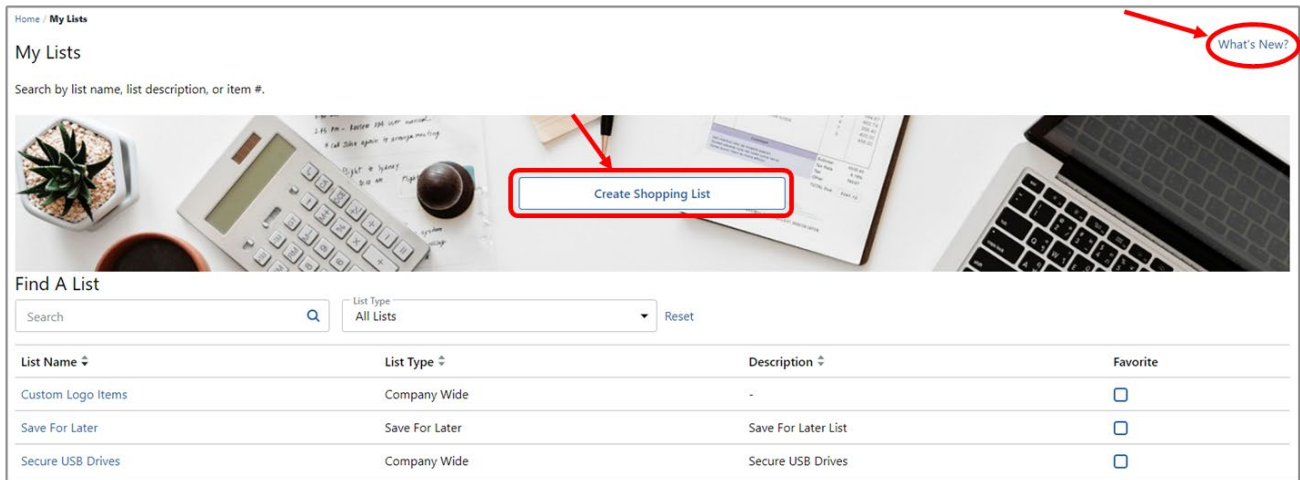 Home / My Lists
What's New?
My Lists
Search by list name, list description, or item #.
Create Shopping List
Find A List
Search
List Type
All Lists
Reset
List Name List Type Description Favorite
Custom Logo Items Company Wide -
Save For Later Save For Later Save For Later List
Secure USB Drives Company Wide Secure USB Drives